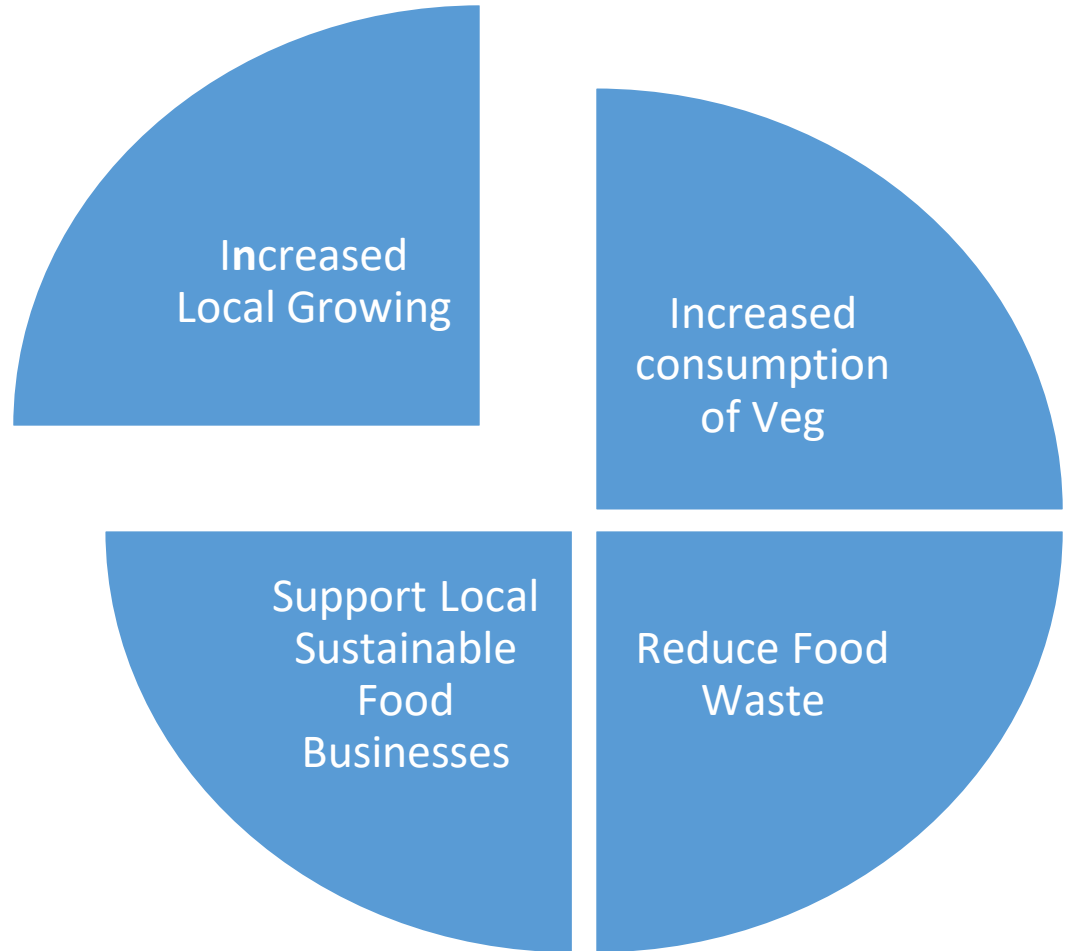 Increased
Local Growing
Increased
consumption
of Veg
Support Local
Sustainable
Food
Businesses
Reduce Food
Waste